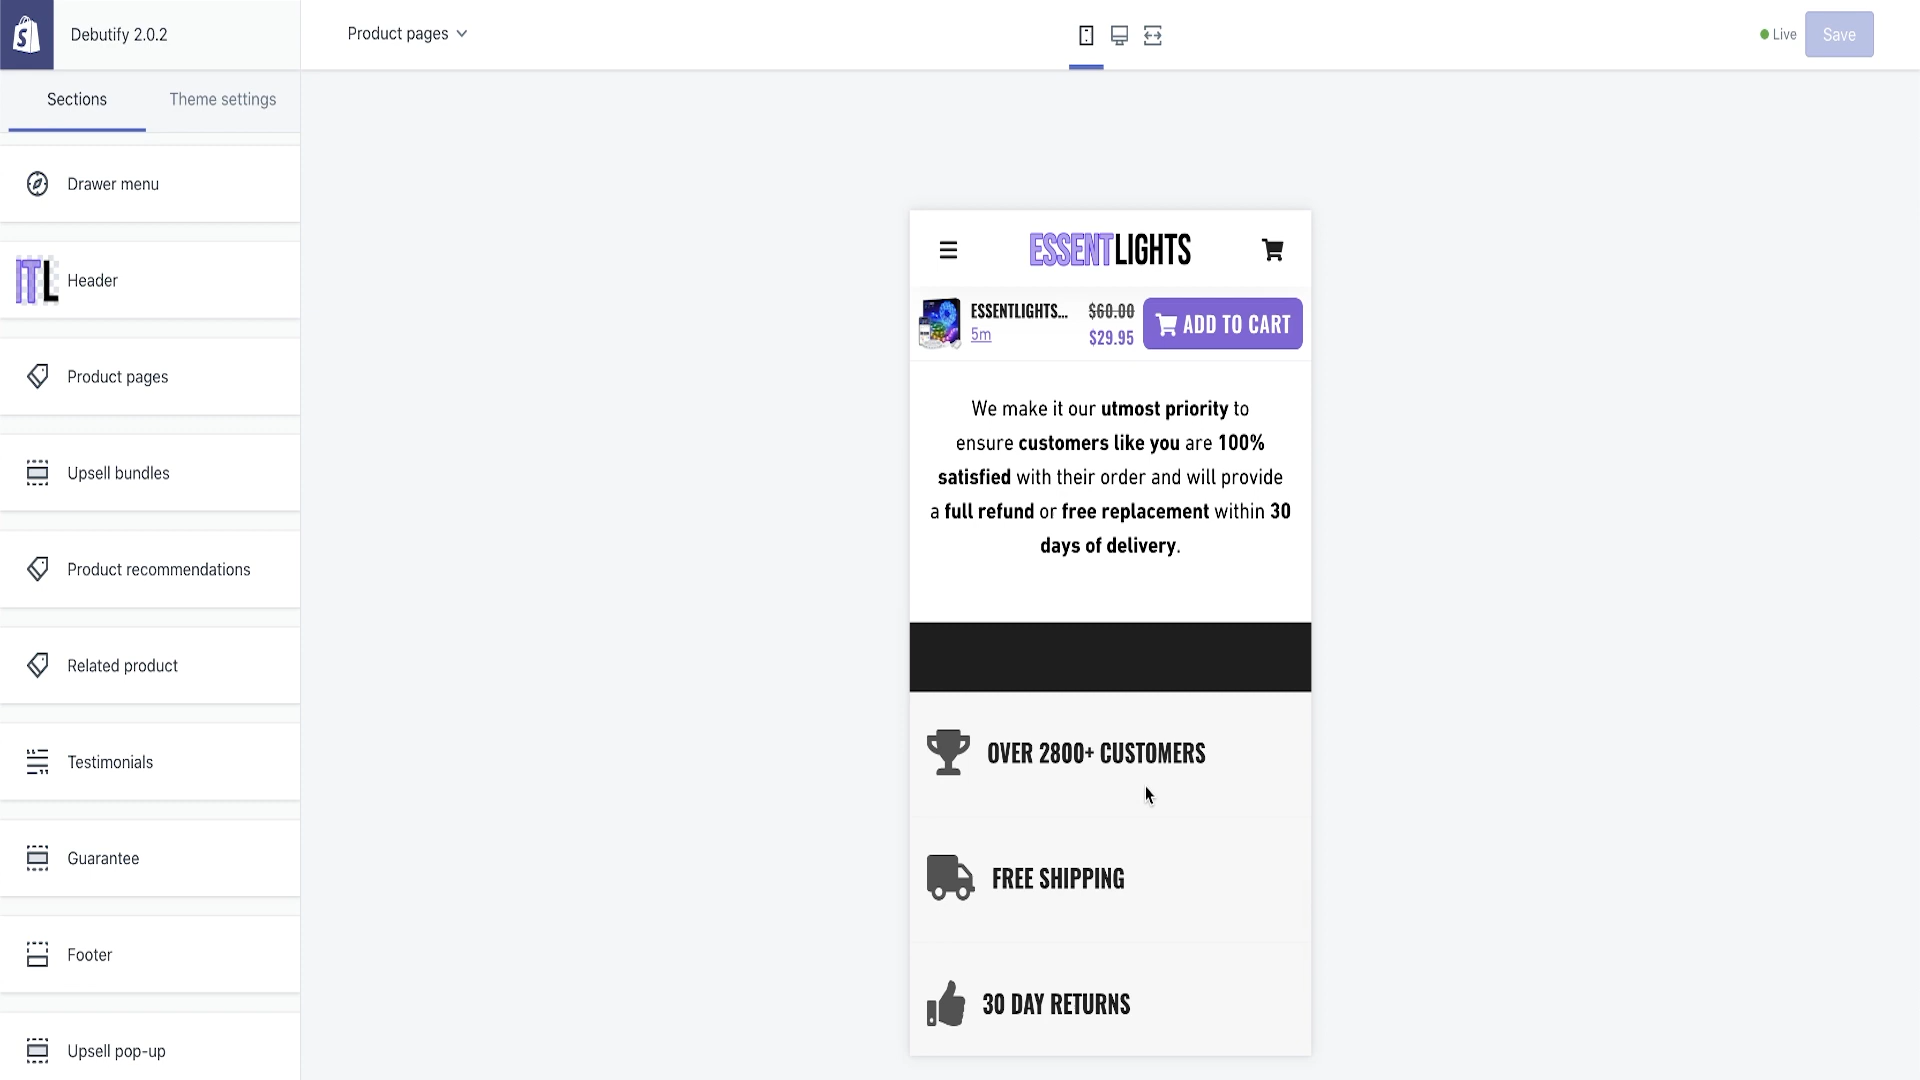 Debutify 2.0.2
Product pages
Live
Save
Sections
Theme settings
Drawer menu
Header
Product pages
Upsell bundles
Product recommendations
Related product
Testimonials
Guarantee
Footer
Upsell pop-up
ESSENTLIGHTS
ESSENTLIGHTS...
5m
$60.00
$29.95
ADD TO CART
We make it our utmost priority to
ensure customers like you are 100%
satisfied with their order and will provide
a full refund or free replacement within 30
days of delivery.
OVER 2800+ CUSTOMERS
FREE SHIPPING
30 DAY RETURNS